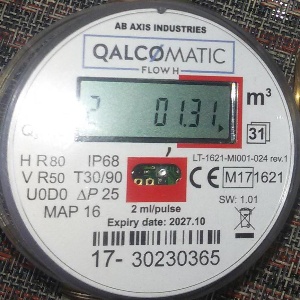 AB AXIS INDUSTRIES
QALCOMATIC
FLOW H
2 01.31
m³
31
H R80 IP68
V R50 T30/90
U0D0 ΔP 25
MAP 16
LT-1621-MI001-024 rev.1
CE M17 1621
SW: 1.01
2 ml/pulse
Expiry date: 2027.10
17- 30230365